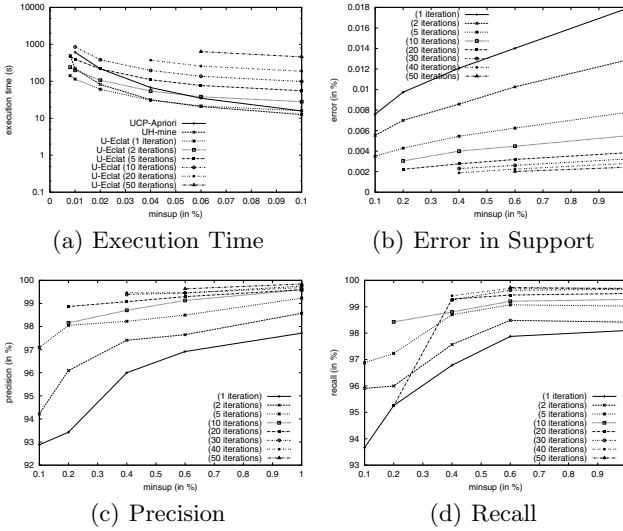 10000
1000
100
10
1
0.1
execution time (s)
0 0.01 0.02 0.03 0.04 0.05 0.06 0.07 0.08 0.09 0.1
minsup (in %)
UCP-Apriori
UH-mine
U-Eclat (1 iteration)
U-Eclat (2 iterations)
U-Eclat (5 iterations)
U-Eclat (10 iterations)
U-Eclat (20 iterations)
U-Eclat (50 iterations)
(a) Execution Time
0.018
0.016
0.014
0.012
0.01
0.008
0.006
0.004
0.002
0
error (in %)
0.1 0.2 0.3 0.4 0.5 0.6 0.7 0.8 0.9
minsup (in %)
(1 iteration)
(2 iterations)
(5 iterations)
(10 iterations)
(20 iterations)
(30 iterations)
(40 iterations)
(50 iterations)
(b) Error in Support
100
99
98
97
96
95
94
93
92
precision (in %)
0.1 0.2 0.3 0.4 0.5 0.6 0.7 0.8 0.9 1
minsup (in %)
(1 iteration)
(2 iterations)
(5 iterations)
(10 iterations)
(20 iterations)
(30 iterations)
(40 iterations)
(50 iterations)
(c) Precision
100
99
98
97
96
95
94
93
recall (in %)
0.1 0.2 0.3 0.4 0.5 0.6 0.7 0.8 0.9
minsup (in %)
(1 iteration)
(2 iterations)
(5 iterations)
(10 iterations)
(20 iterations)
(30 iterations)
(40 iterations)
(50 iterations)
(d) Recall